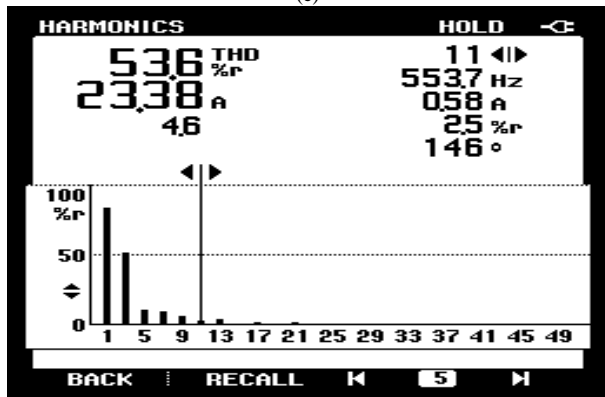 HARMONICS HOLD
53.6 THD %r
23.38 A
4.6
11
553.7 Hz
0.58 A
2.5 %r
146 °
100
%r
50
0
1 5 9 13 17 21 25 29 33 37 41 45 49
BACK RECALL 5